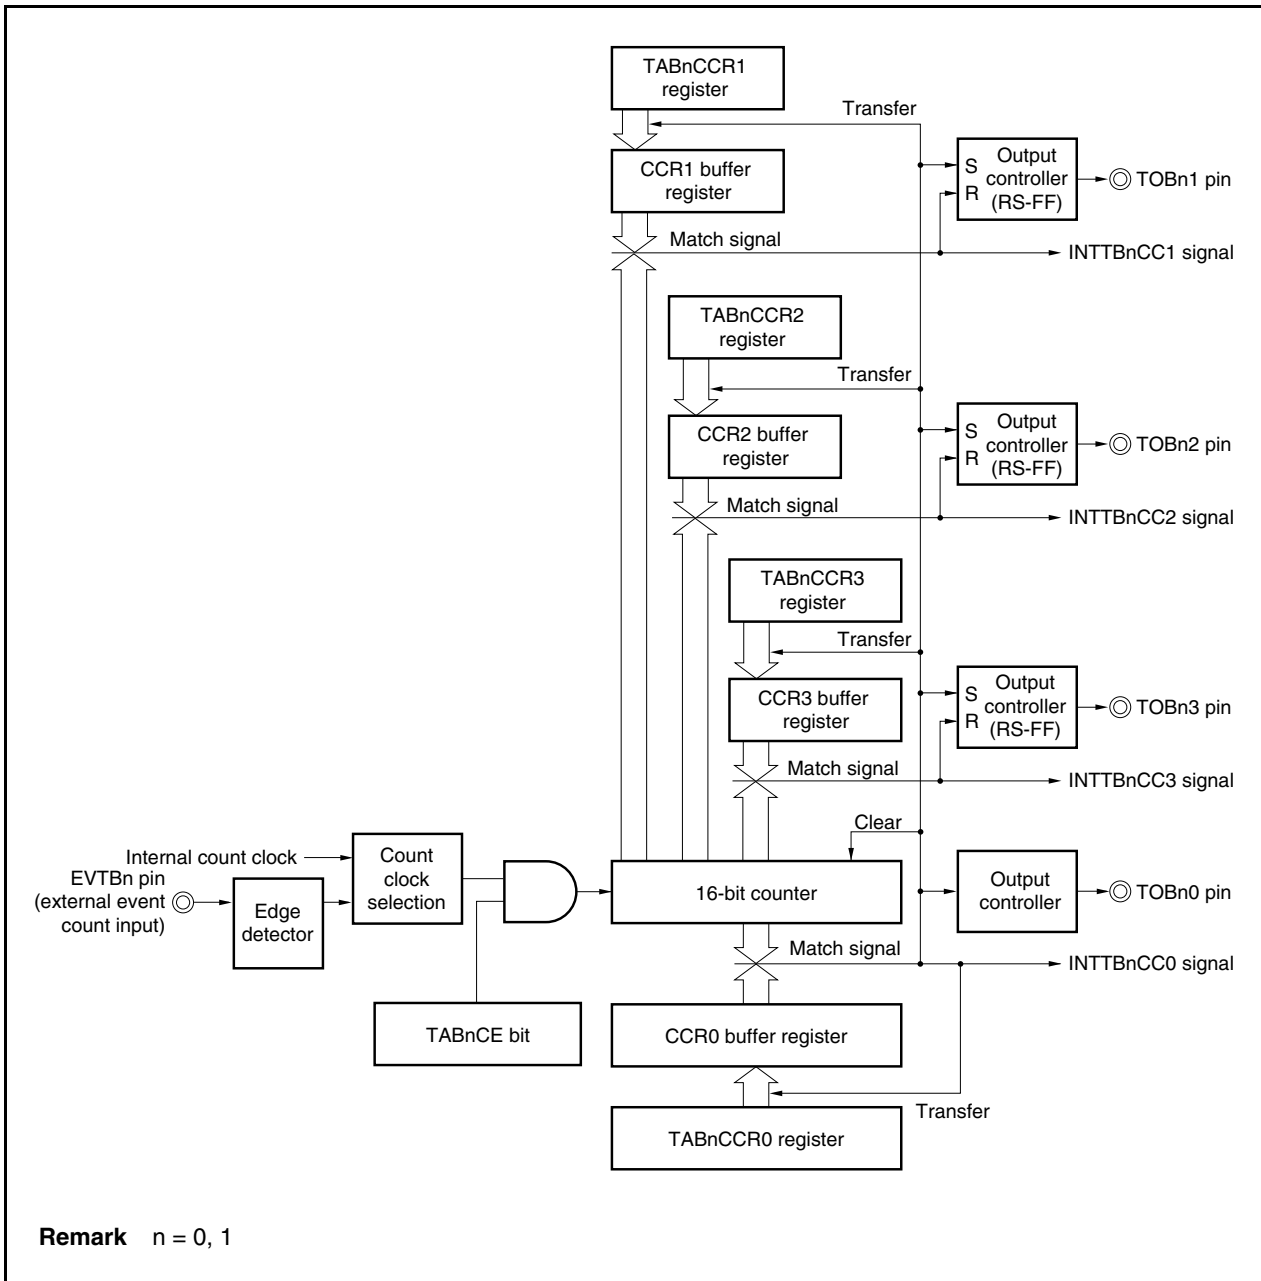 TABnCCR1
register
Transfer
CCR1 buffer
register
S
R
Output
controller
(RS-FF)
TOBn1 pin
Match signal
INTTBnCC1 signal
TABnCCR2
register
Transfer
CCR2 buffer
register
S
R
Output
controller
(RS-FF)
TOBn2 pin
Match signal
INTTBnCC2 signal
TABnCCR3
register
Transfer
CCR3 buffer
register
S
R
Output
controller
(RS-FF)
TOBn3 pin
Match signal
INTTBnCC3 signal
Clear
Internal count clock
EVTBn pin
(external event
count input)
Edge
detector
Count
clock
selection
16-bit counter
Output
controller
TOBn0 pin
Match signal
INTTBnCC0 signal
TABnCE bit
CCR0 buffer register
Transfer
TABnCCR0 register
Remark n = 0, 1